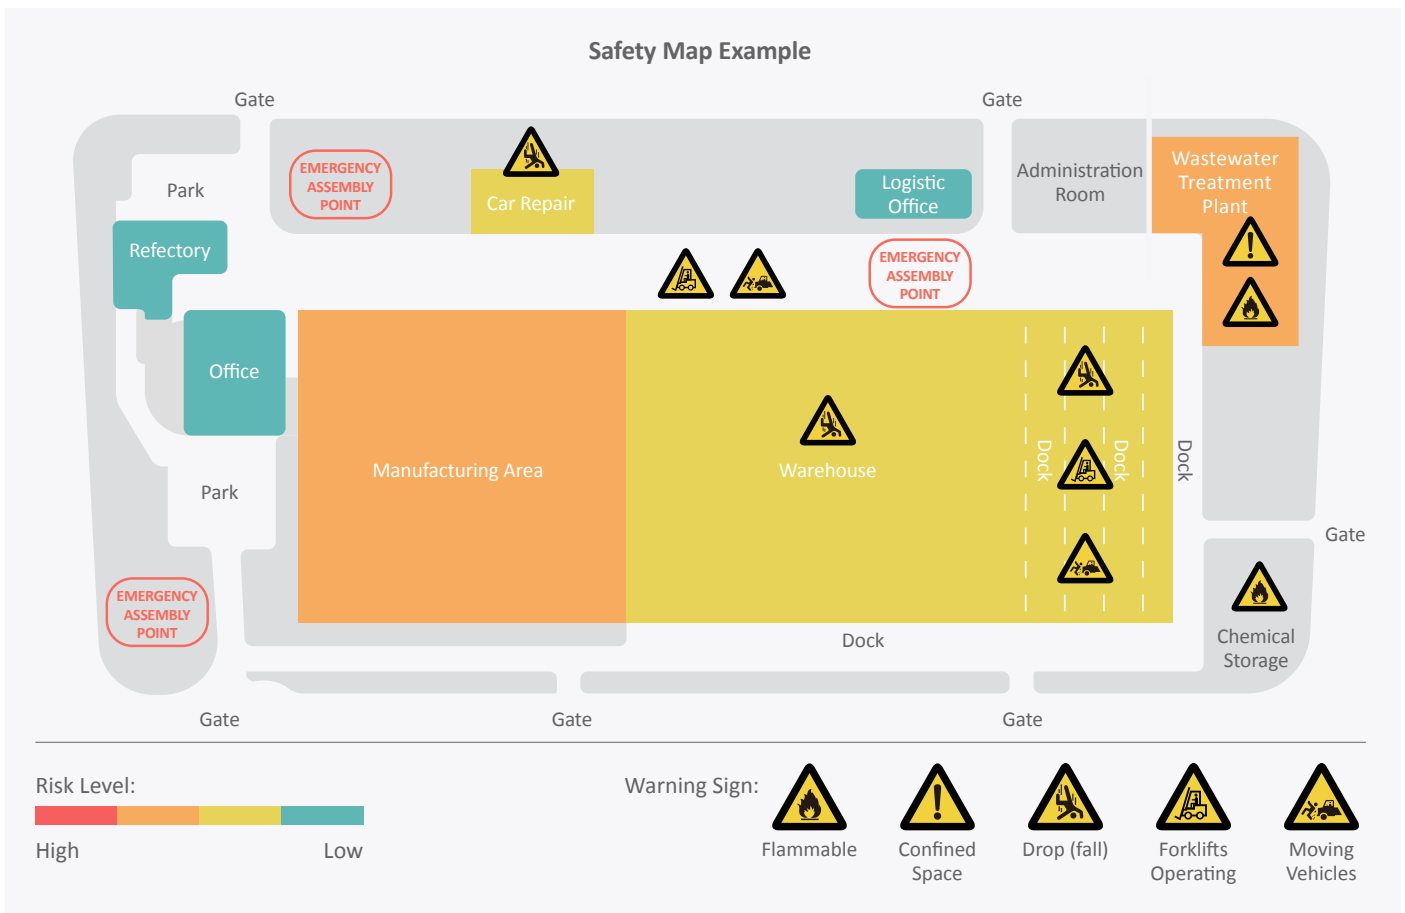 Safety Map Example
Gate
Gate
EMERGENCY
ASSEMBLY
POINT
Park
Car Repair
Logistic
Office
Administration
Room
Wastewater
Treatment
Plant
Refectory
EMERGENCY
ASSEMBLY
POINT
Office
Manufacturing Area
Warehouse
Dock
Dock
Dock
Park
Gate
EMERGENCY
ASSEMBLY
POINT
Dock
Chemical
Storage
Gate
Gate
Gate
Risk Level:
High
Low
Warning Sign:
Flammable
Confined
Space
Drop (fall)
Forklifts
Operating
Moving
Vehicles